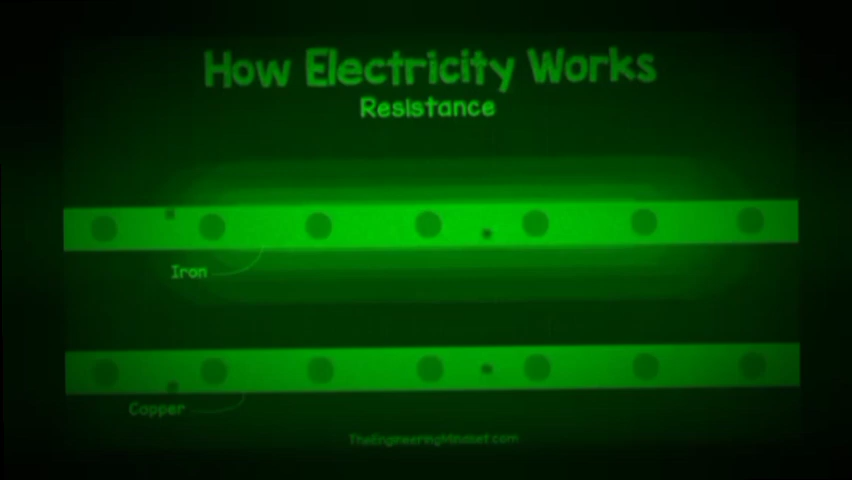 How Electricity Works
Resistance
Iron
Copper
TheEngineeringMindset.com